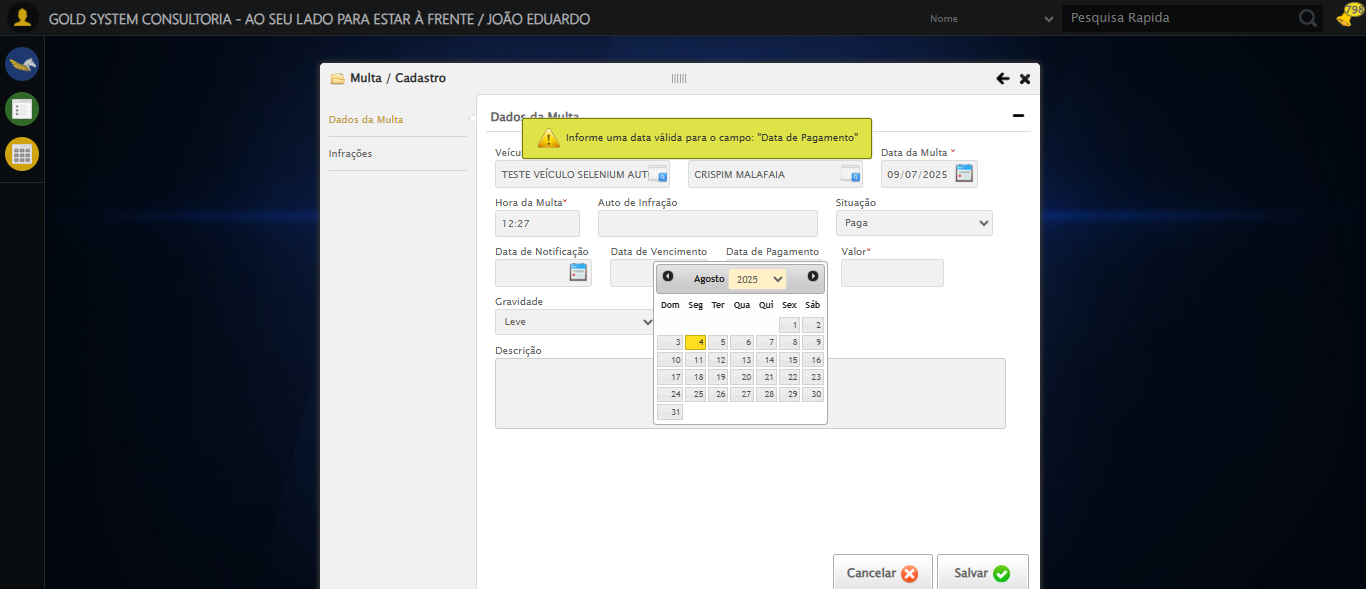 GOLD SYSTEM CONSULTORIA - AO SEU LADO PARA ESTAR À FRENTE / JOÃO EDUARDO
Nome
Pesquisa Rapida
798
Multa / Cadastro
Dados da Multa
Infrações
Dados da Multa
Informe uma data válida para o campo: "Data de Pagamento"
Data da Multa *
TESTE VEÍCULO SELENIUM AUT
CRISPIM MALAFAIA
09/07/2025
Hora da Multa*
Auto de Infração
Situação
12:27
Paga
Data de Notificação
Data de Vencimento
Data de Pagamento
Valor*
Agosto 2025
Dom Seg Ter Qua Qui Sex Sáb
1 2
3 4 5 6 7 8 9
10 11 12 13 14 15 16
17 18 19 20 21 22 23
24 25 26 27 28 29 30
31
Gravidade
Leve
Descrição
Cancelar
Salvar